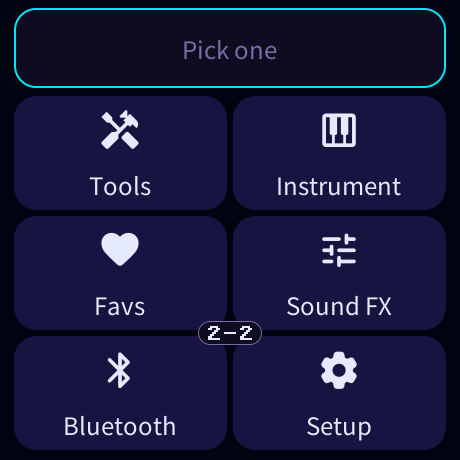 Pick one
Tools
Instrument
Favs
Sound FX
2-2
Bluetooth
Setup